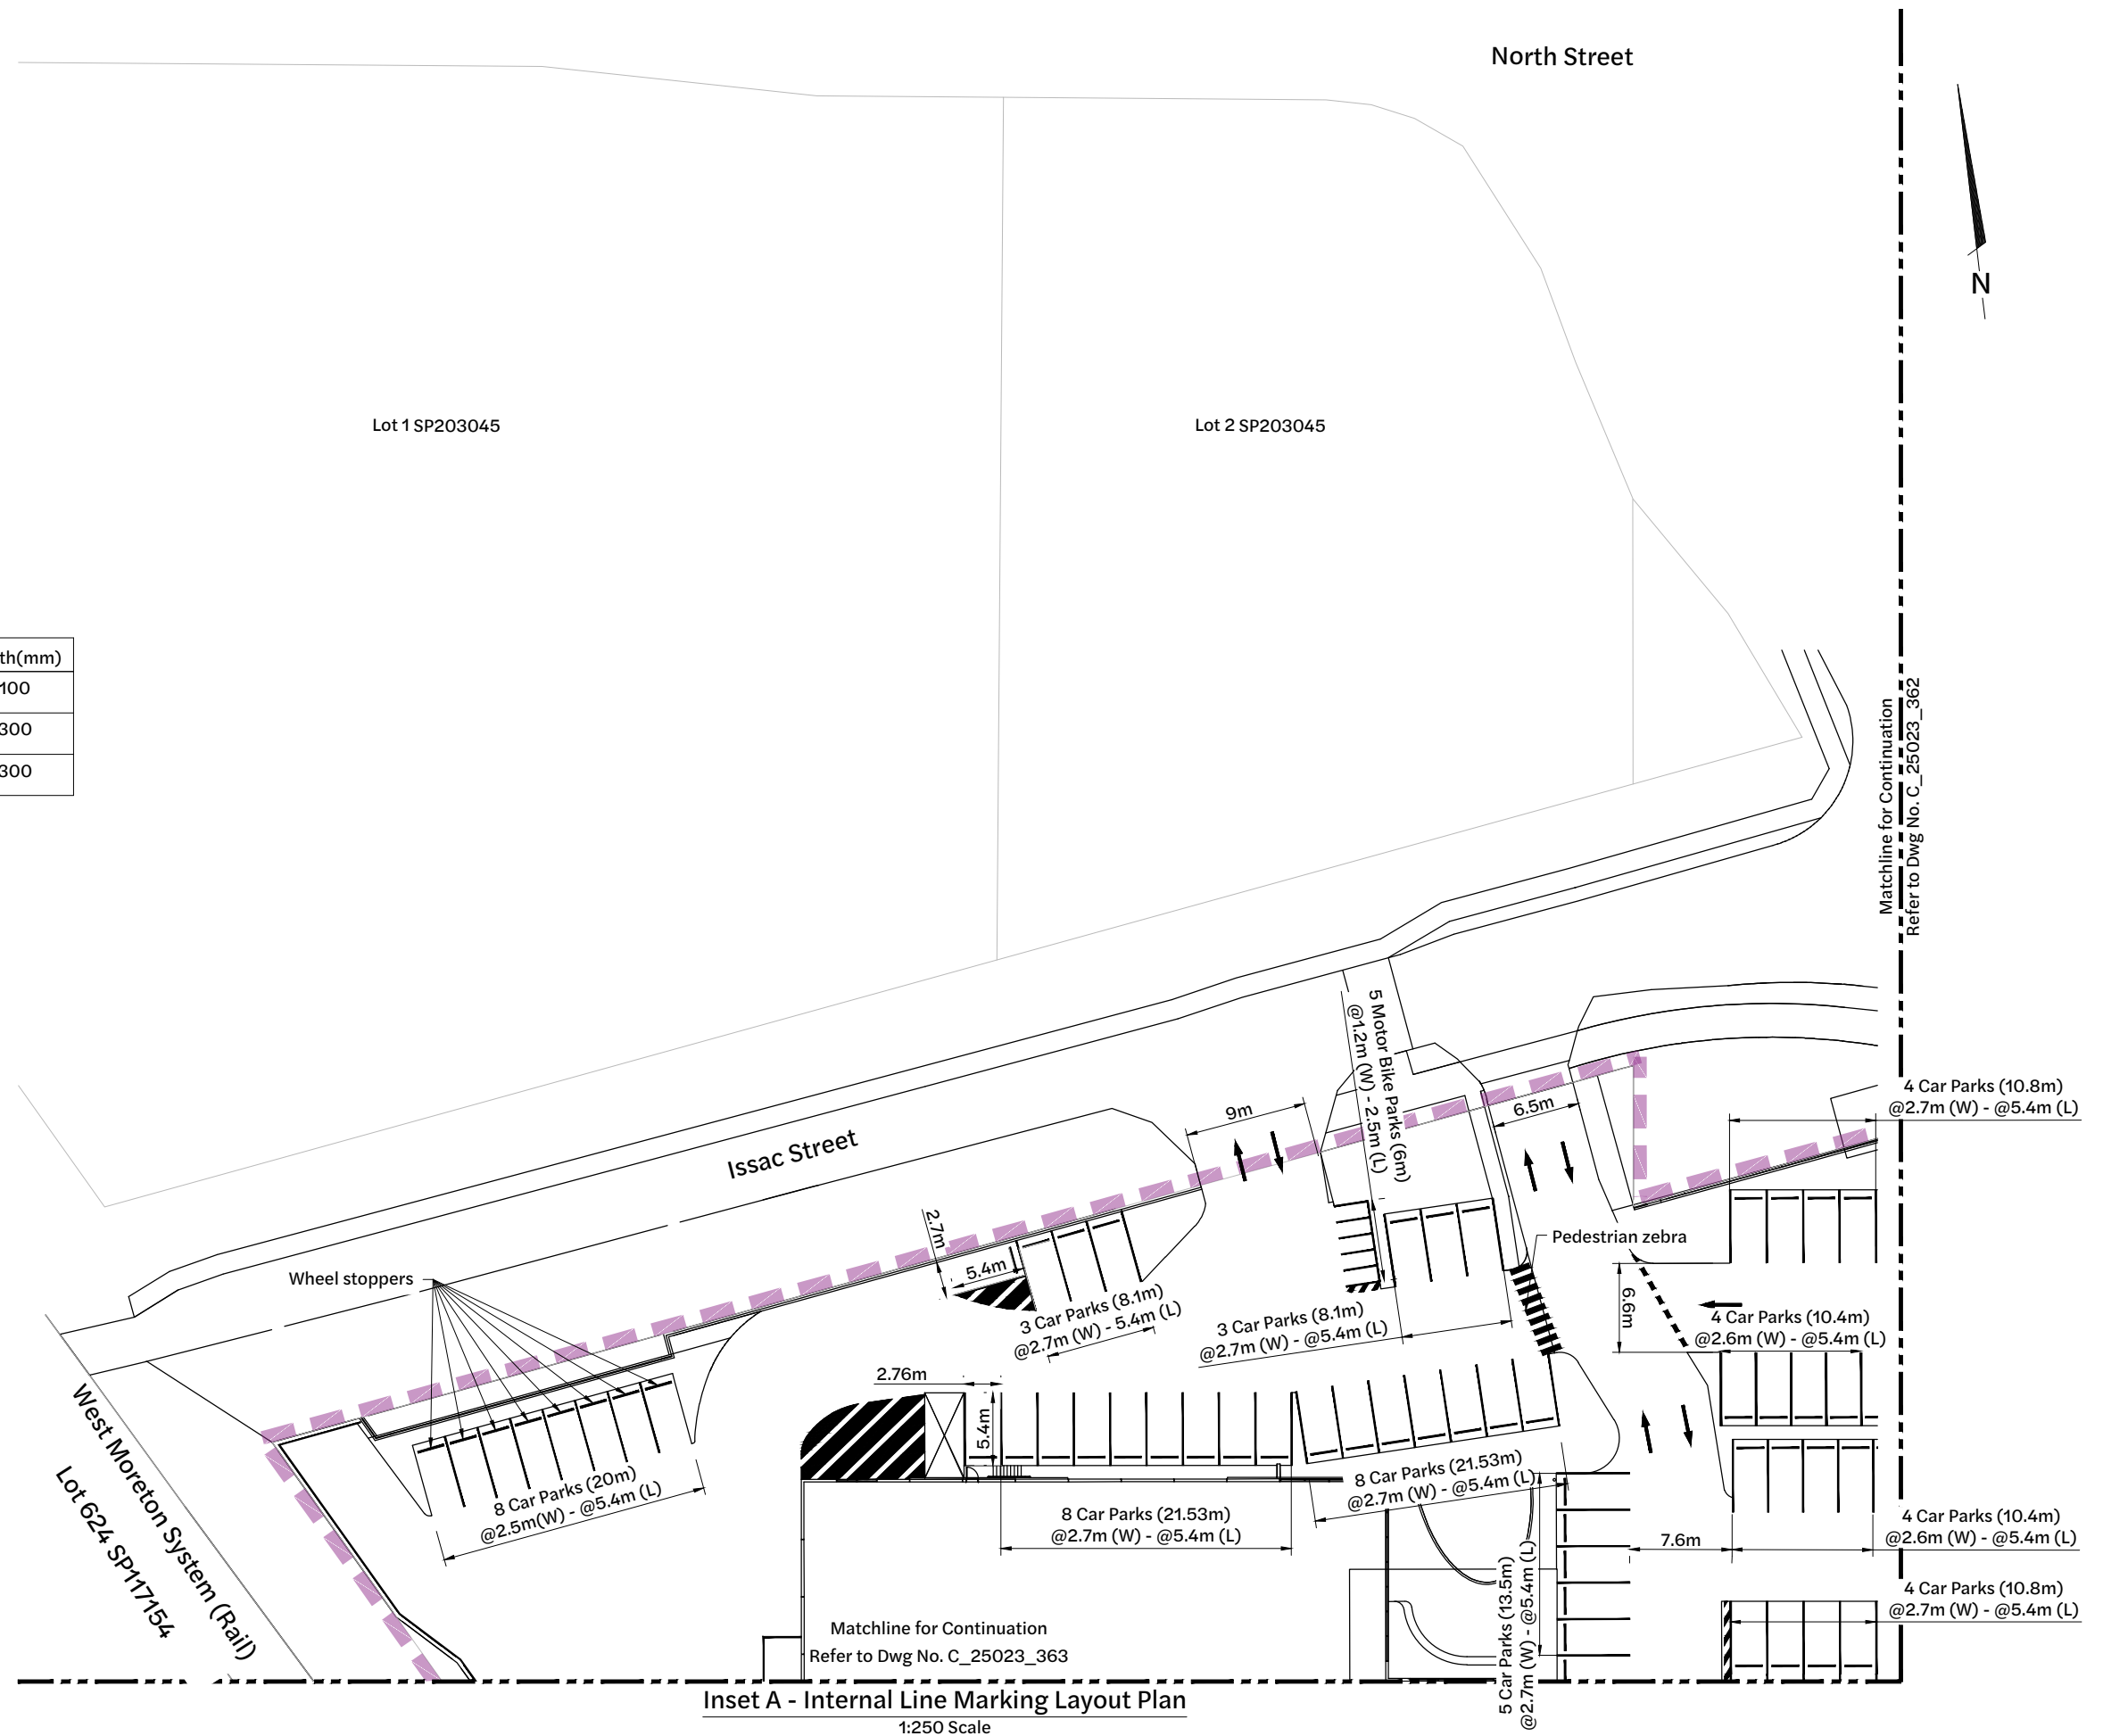 North Street
N
Lot 1 SP203045
Lot 2 SP203045
th(mm)
100
300
300
Matchline for Continuation
Refer to Dwg No. C_25023_362
5 Motor Bike Parks (6m)
@1.2m (W) - 2.5m (L)
4 Car Parks (10.8m)
@2.7m (W) - @5.4m (L)
9m
6.5m
Issac Street
2.7m
5.4m
Pedestrian zebra
Wheel stoppers
3 Car Parks (8.1m)
@2.7m (W) - 5.4m (L)
3 Car Parks (8.1m)
@2.7m (W) - @5.4m (L)
6.6m
4 Car Parks (10.4m)
@2.6m (W) - @5.4m (L)
2.76m
5.4m
West Moreton System (Rail)
Lot 624 SP117154
8 Car Parks (20m)
@2.5m(W) - @5.4m (L)
8 Car Parks (21.53m)
@2.7m (W) - @5.4m (L)
8 Car Parks (21.53m)
@2.7m (W) - @5.4m (L)
7.6m
4 Car Parks (10.4m)
@2.6m (W) - @5.4m (L)
5 Car Parks (13.5m)
@2.7m (W) - @5.4m (L)
4 Car Parks (10.8m)
@2.7m (W) - @5.4m (L)
Matchline for Continuation
Refer to Dwg No. C_25023_363
Inset A - Internal Line Marking Layout Plan
1:250 Scale